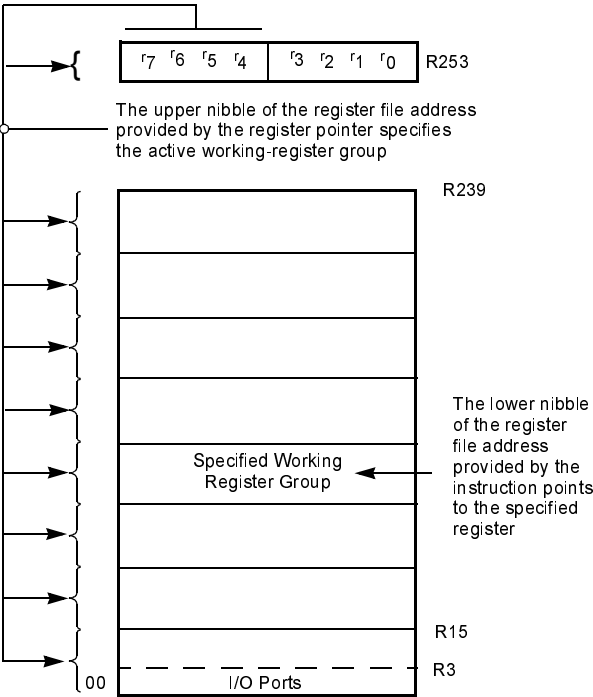 r7 r6 r5 r4 r3 r2 r1 r0 R253
The upper nibble of the register file address
provided by the register pointer specifies
the active working-register group
R239
The lower nibble
of the register
file address
provided by the
instruction points
to the specified
register
Specified Working
Register Group
R15
R3
00 I/O Ports